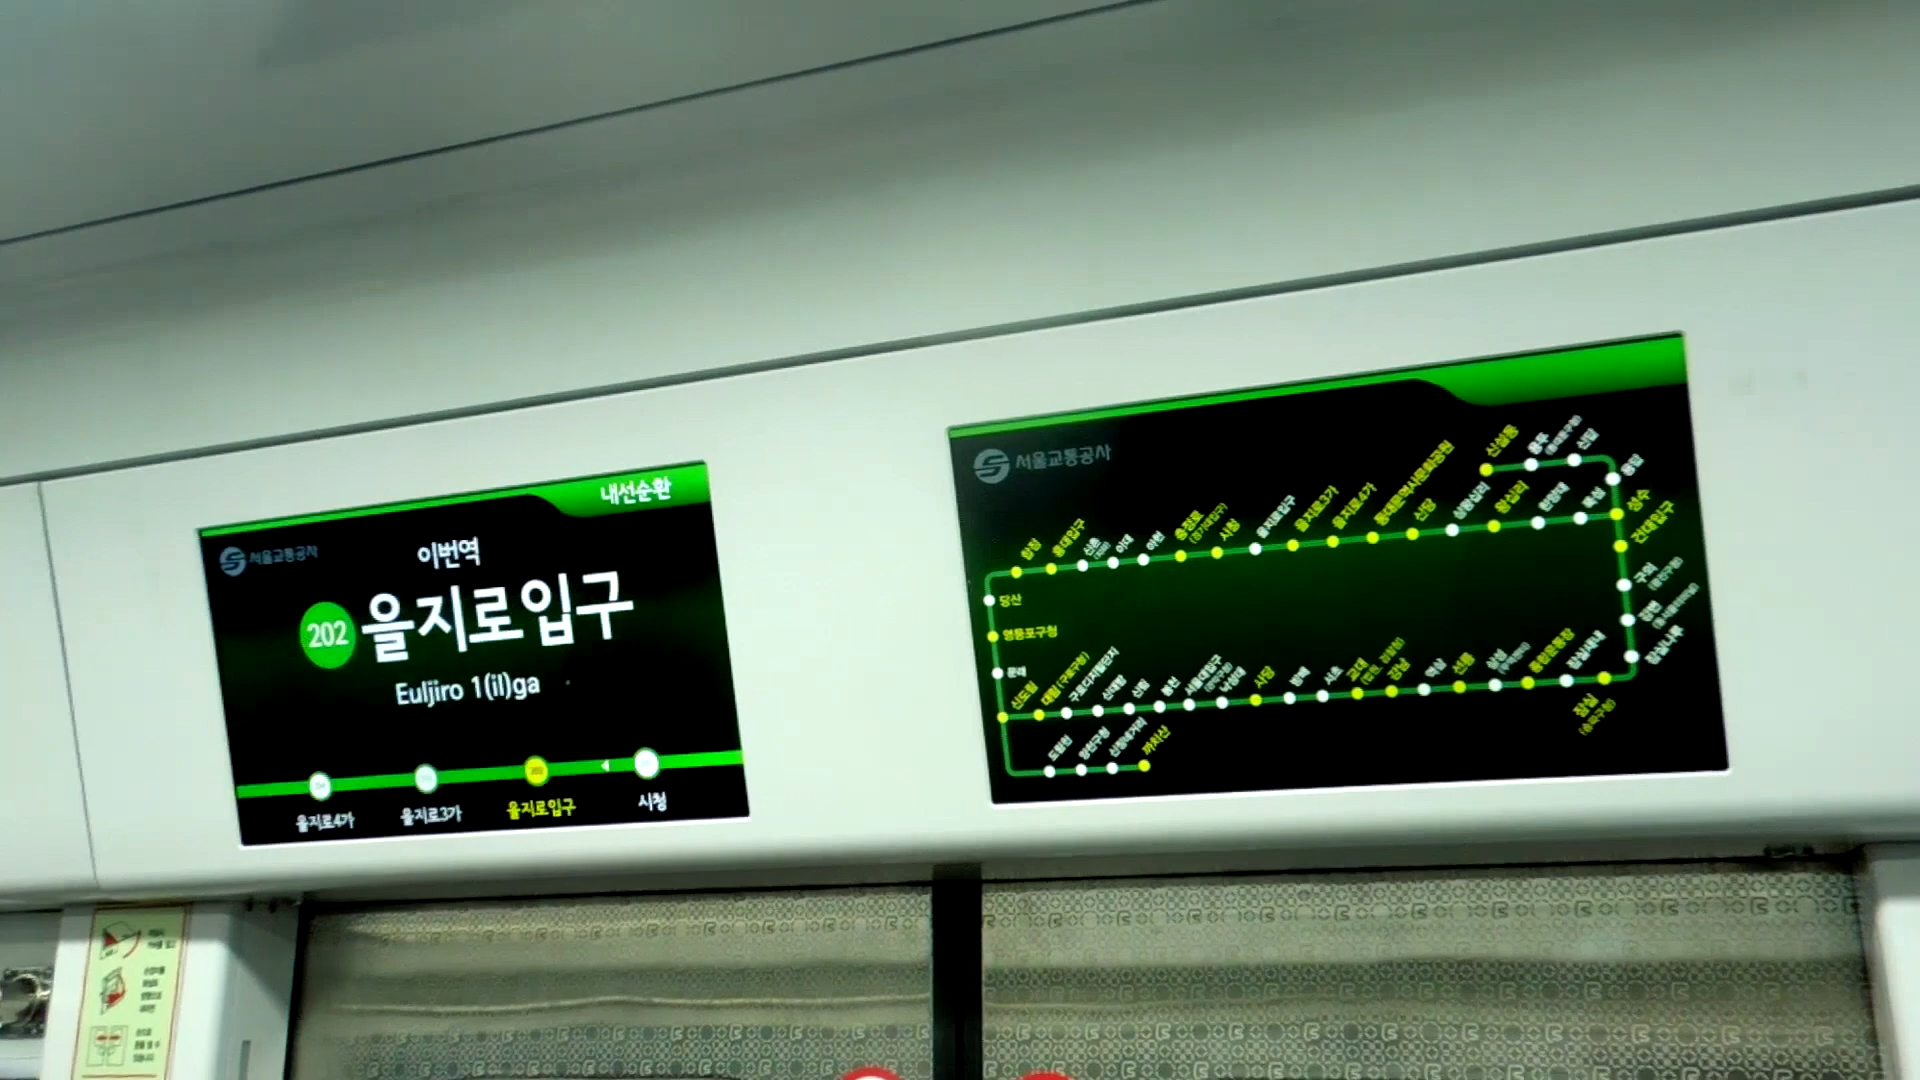 내선순환
서울교통공사
이번역
202 을지로입구
Euljiro 1(il)ga
을지로4가 을지로3가 을지로입구 시청
서울교통공사
신설동 용두 신답
용답
합정 홍대입구 신촌 이대 아현 충정로 시청 을지로입구 을지로3가 을지로4가 동대문역사문화공원 신당 상왕십리 왕십리 한양대 뚝섬 성수
건대입구
당산
영등포구청
구의
강변
문래
잠실나루
신도림 대림 (구로구청) 구로디지털단지 신대방 신림 봉천 서울대입구 낙성대 사당 방배 서초 교대 강남 역삼 선릉 삼성 종합운동장 잠실새내
잠실
(송파구청)
도림천 양천구청 신정네거리 까치산